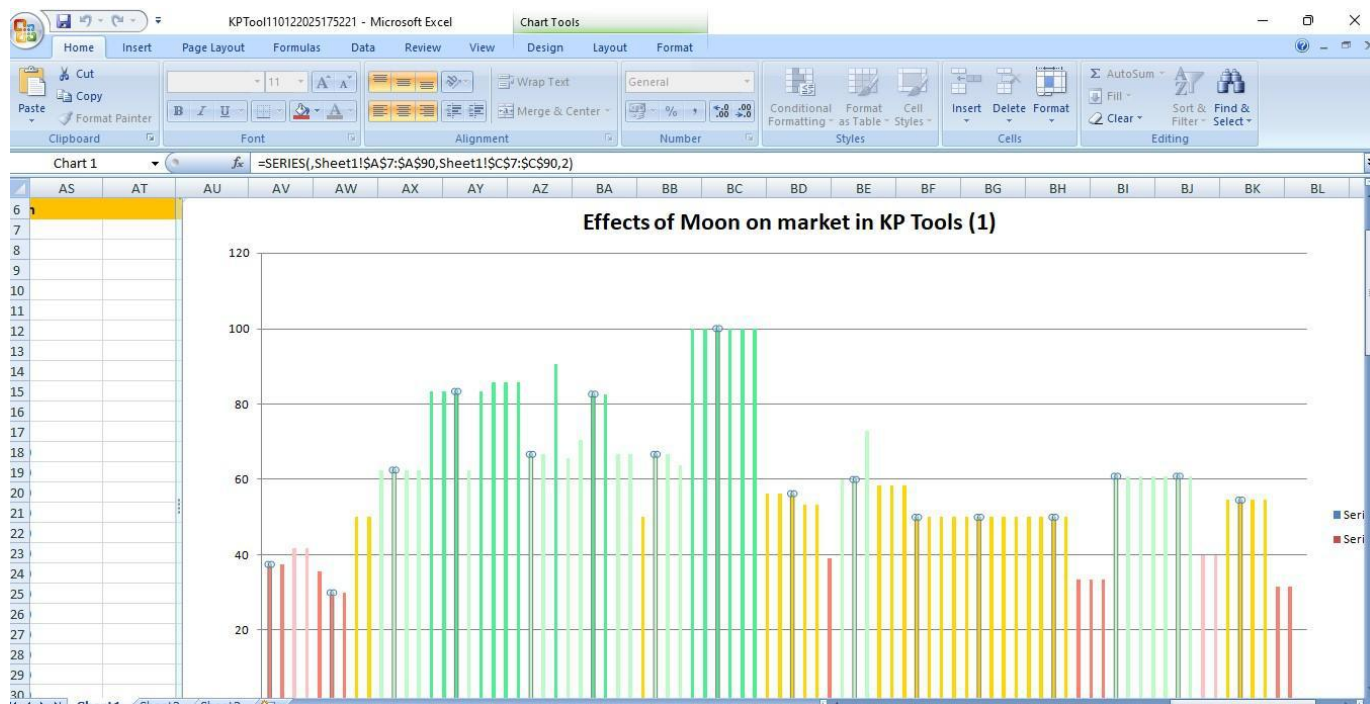 KPTool110122025175221 - Microsoft Excel
Chart Tools
Home Insert Page Layout Formulas Data Review View Design Layout Format
Cut
Copy
Format Painter
Paste
Clipboard
11
A A
B I U
A
Font
Wrap Text
Merge & Center
Alignment
General
% , .00 .00
Number
Conditional Formatting
Format as Table
Cell Styles
Styles
Insert Delete Format
Cells
Σ AutoSum
Fill
Clear
Sort & Filter
Find & Select
Editing
Chart 1
fx =SERIES(,Sheet1!$A$7:$A$90,Sheet1!$C$7:$C$90,2)
AS AT AU AV AW AX AY AZ BA BB BC BD BE BF BG BH BI BJ BK BL
6
7
8
9
10
11
12
13
14
15
16
17
18
19
20
21
22
23
24
25
26
27
28
29
30
Effects of Moon on market in KP Tools (1)
120
100
80
60
40
20
Seri
Seri